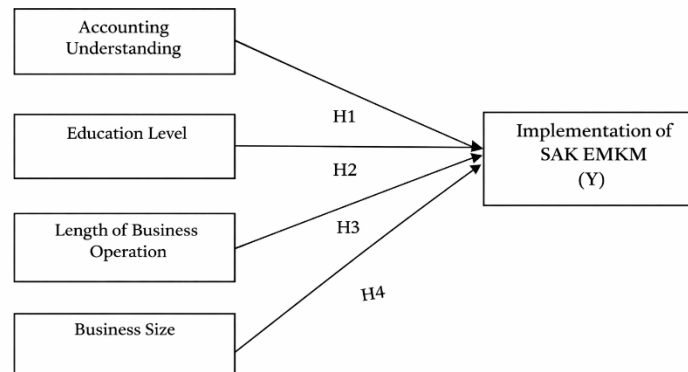 Accounting
Understanding
H1
Education Level
Implementation of
SAK EMKM
(Y)
H2
Length of Business
Operation
H3
H4
Business Size